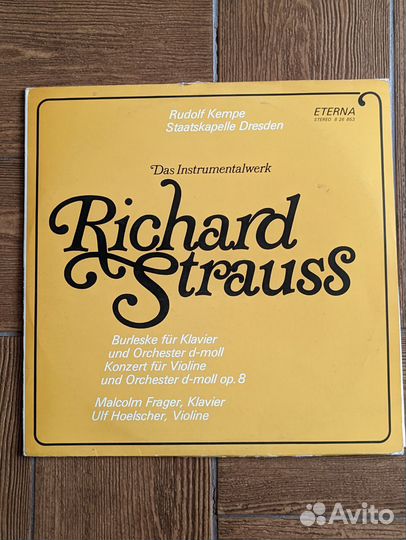 Rudolf Kempe
Staatskapelle Dresden
ETERNA
STEREO 8 26 853
Das Instrumentalwerk
Richard
Strauss
Burleske für Klavier
und Orchester d-moll
Konzert für Violine
und Orchester d-moll op. 8
Malcolm Frager, Klavier
Ulf Hoelscher, Violine
Avito